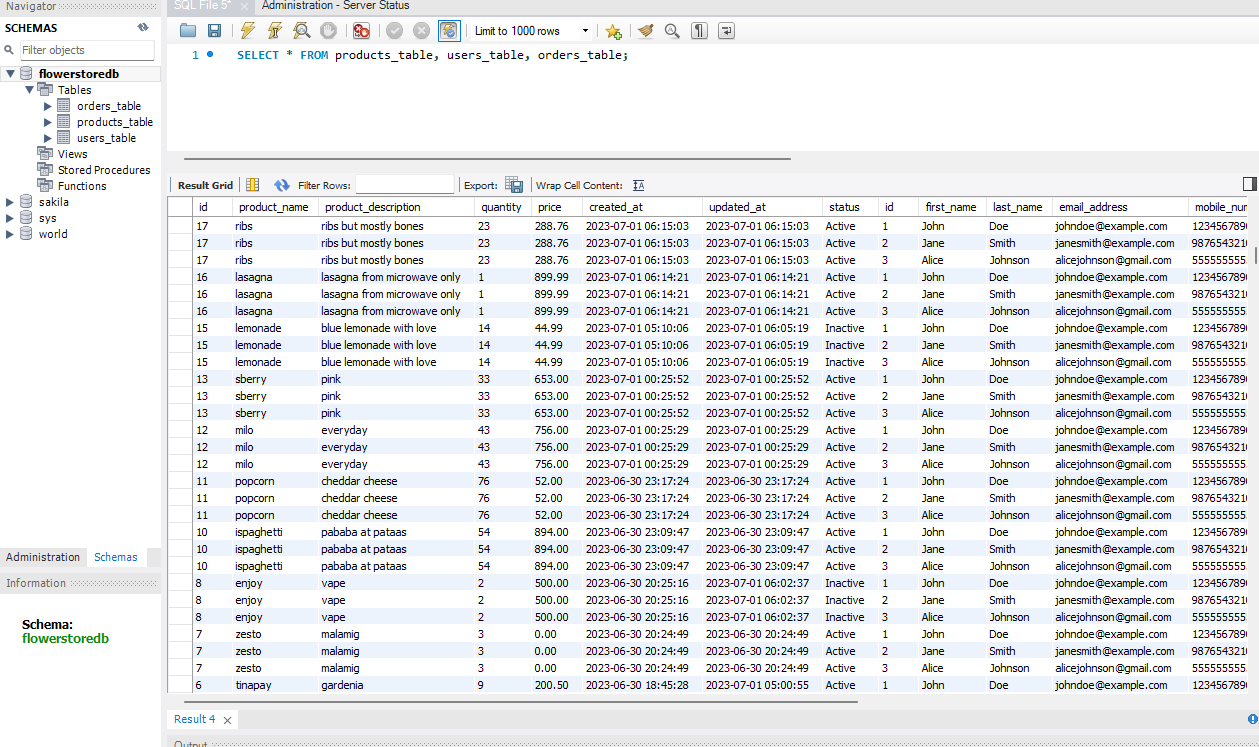 Navigator
SQL File 5* Administration - Server Status
SCHEMAS
Filter objects
Limit to 1000 rows
flowerstoredb
Tables
orders_table
products_table
users_table
Views
Stored Procedures
Functions
sakila
sys
world
1 SELECT * FROM products_table, users_table, orders_table;
Result Grid Filter Rows: Export: Wrap Cell Content:
id product_name product_description quantity price created_at updated_at status id first_name last_name email_address mobile_num
17 ribs ribs but mostly bones 23 288.76 2023-07-01 06:15:03 2023-07-01 06:15:03 Active 1 John Doe johndoe@example.com 123456789
17 ribs ribs but mostly bones 23 288.76 2023-07-01 06:15:03 2023-07-01 06:15:03 Active 2 Jane Smith janesmith@example.com 987654321
17 ribs ribs but mostly bones 23 288.76 2023-07-01 06:15:03 2023-07-01 06:15:03 Active 3 Alice Johnson alicejohnson@gmail.com 555555555
16 lasagna lasagna from microwave only 1 899.99 2023-07-01 06:14:21 2023-07-01 06:14:21 Active 1 John Doe johndoe@example.com 123456789
16 lasagna lasagna from microwave only 1 899.99 2023-07-01 06:14:21 2023-07-01 06:14:21 Active 2 Jane Smith janesmith@example.com 987654321
16 lasagna lasagna from microwave only 1 899.99 2023-07-01 06:14:21 2023-07-01 06:14:21 Active 3 Alice Johnson alicejohnson@gmail.com 555555555
15 lemonade blue lemonade with love 14 44.99 2023-07-01 05:10:06 2023-07-01 06:05:19 Inactive 1 John Doe johndoe@example.com 123456789
15 lemonade blue lemonade with love 14 44.99 2023-07-01 05:10:06 2023-07-01 06:05:19 Inactive 2 Jane Smith janesmith@example.com 987654321
15 lemonade blue lemonade with love 14 44.99 2023-07-01 05:10:06 2023-07-01 06:05:19 Inactive 3 Alice Johnson alicejohnson@gmail.com 555555555
13 sberry pink 33 653.00 2023-07-01 00:25:52 2023-07-01 00:25:52 Active 1 John Doe johndoe@example.com 123456789
13 sberry pink 33 653.00 2023-07-01 00:25:52 2023-07-01 00:25:52 Active 2 Jane Smith janesmith@example.com 987654321
13 sberry pink 33 653.00 2023-07-01 00:25:52 2023-07-01 00:25:52 Active 3 Alice Johnson alicejohnson@gmail.com 555555555
12 milo everyday 43 756.00 2023-07-01 00:25:29 2023-07-01 00:25:29 Active 1 John Doe johndoe@example.com 123456789
12 milo everyday 43 756.00 2023-07-01 00:25:29 2023-07-01 00:25:29 Active 2 Jane Smith janesmith@example.com 987654321
12 milo everyday 43 756.00 2023-07-01 00:25:29 2023-07-01 00:25:29 Active 3 Alice Johnson alicejohnson@gmail.com 555555555
11 popcorn cheddar cheese 76 52.00 2023-06-30 23:17:24 2023-06-30 23:17:24 Active 1 John Doe johndoe@example.com 123456789
11 popcorn cheddar cheese 76 52.00 2023-06-30 23:17:24 2023-06-30 23:17:24 Active 2 Jane Smith janesmith@example.com 987654321
11 popcorn cheddar cheese 76 52.00 2023-06-30 23:17:24 2023-06-30 23:17:24 Active 3 Alice Johnson alicejohnson@gmail.com 555555555
10 ispaghetti pababa at pataas 54 894.00 2023-06-30 23:09:47 2023-06-30 23:09:47 Active 1 John Doe johndoe@example.com 123456789
10 ispaghetti pababa at pataas 54 894.00 2023-06-30 23:09:47 2023-06-30 23:09:47 Active 2 Jane Smith janesmith@example.com 987654321
10 ispaghetti pababa at pataas 54 894.00 2023-06-30 23:09:47 2023-06-30 23:09:47 Active 3 Alice Johnson alicejohnson@gmail.com 555555555
8 enjoy vape 2 500.00 2023-06-30 20:25:16 2023-07-01 06:02:37 Inactive 1 John Doe johndoe@example.com 123456789
8 enjoy vape 2 500.00 2023-06-30 20:25:16 2023-07-01 06:02:37 Inactive 2 Jane Smith janesmith@example.com 987654321
8 enjoy vape 2 500.00 2023-06-30 20:25:16 2023-07-01 06:02:37 Inactive 3 Alice Johnson alicejohnson@gmail.com 555555555
7 zesto malamig 3 0.00 2023-06-30 20:24:49 2023-06-30 20:24:49 Active 1 John Doe johndoe@example.com 123456789
7 zesto malamig 3 0.00 2023-06-30 20:24:49 2023-06-30 20:24:49 Active 2 Jane Smith janesmith@example.com 987654321
7 zesto malamig 3 0.00 2023-06-30 20:24:49 2023-06-30 20:24:49 Active 3 Alice Johnson alicejohnson@gmail.com 555555555
6 tinapay gardenia 9 200.50 2023-06-30 18:45:28 2023-07-01 05:00:55 Active 1 John Doe johndoe@example.com 123456789
Administration Schemas
Information
Schema:
flowerstoredb
Result 4
Output